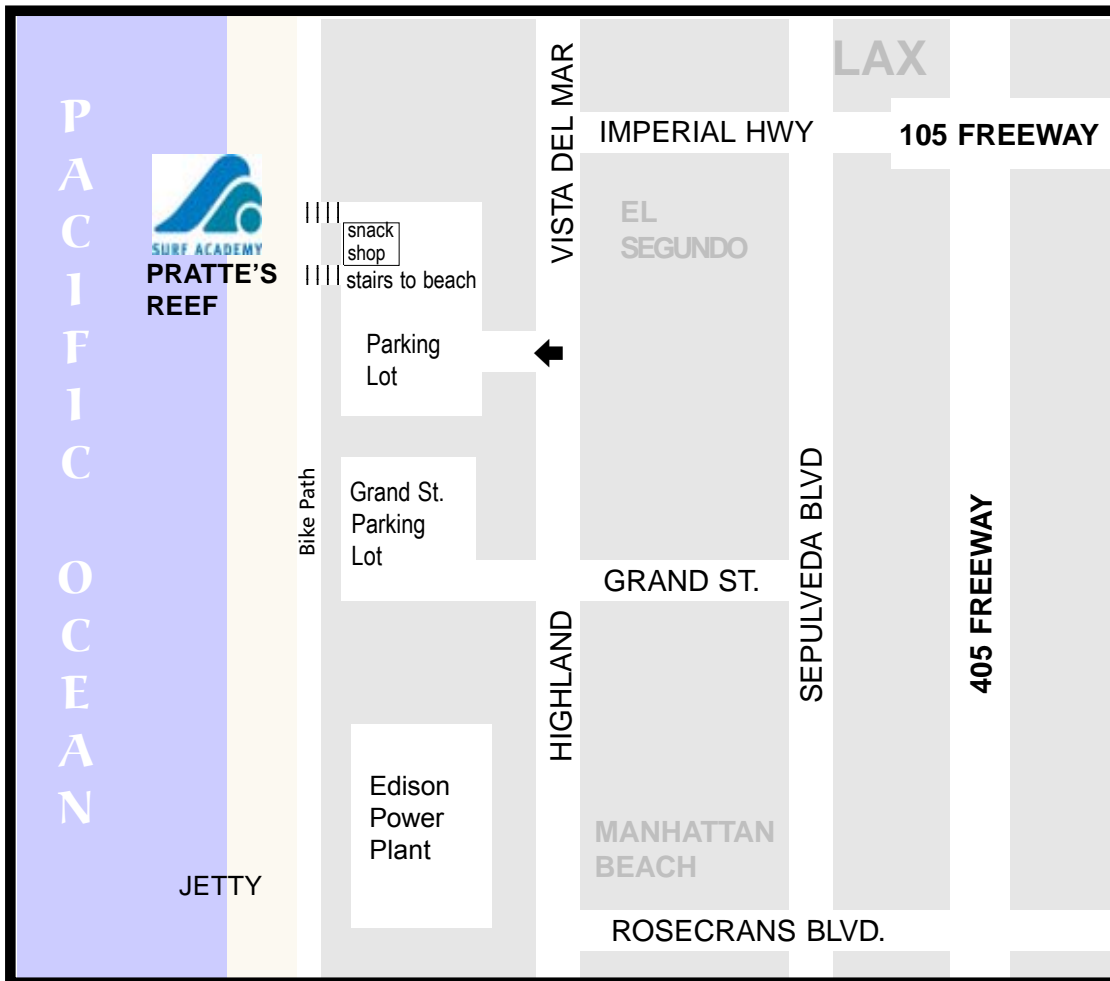 LAX
VISTA DEL MAR
IMPERIAL HWY
105 FREEWAY
PACIFIC OCEAN
SURF ACADEMY
PRATTE'S
REEF
snack
shop
stairs to beach
EL
SEGUNDO
Parking
Lot
Bike Path
Grand St.
Parking
Lot
GRAND ST.
SEPULVEDA BLVD
405 FREEWAY
HIGHLAND
Edison
Power
Plant
MANHATTAN
BEACH
JETTY
ROSECRANS BLVD.